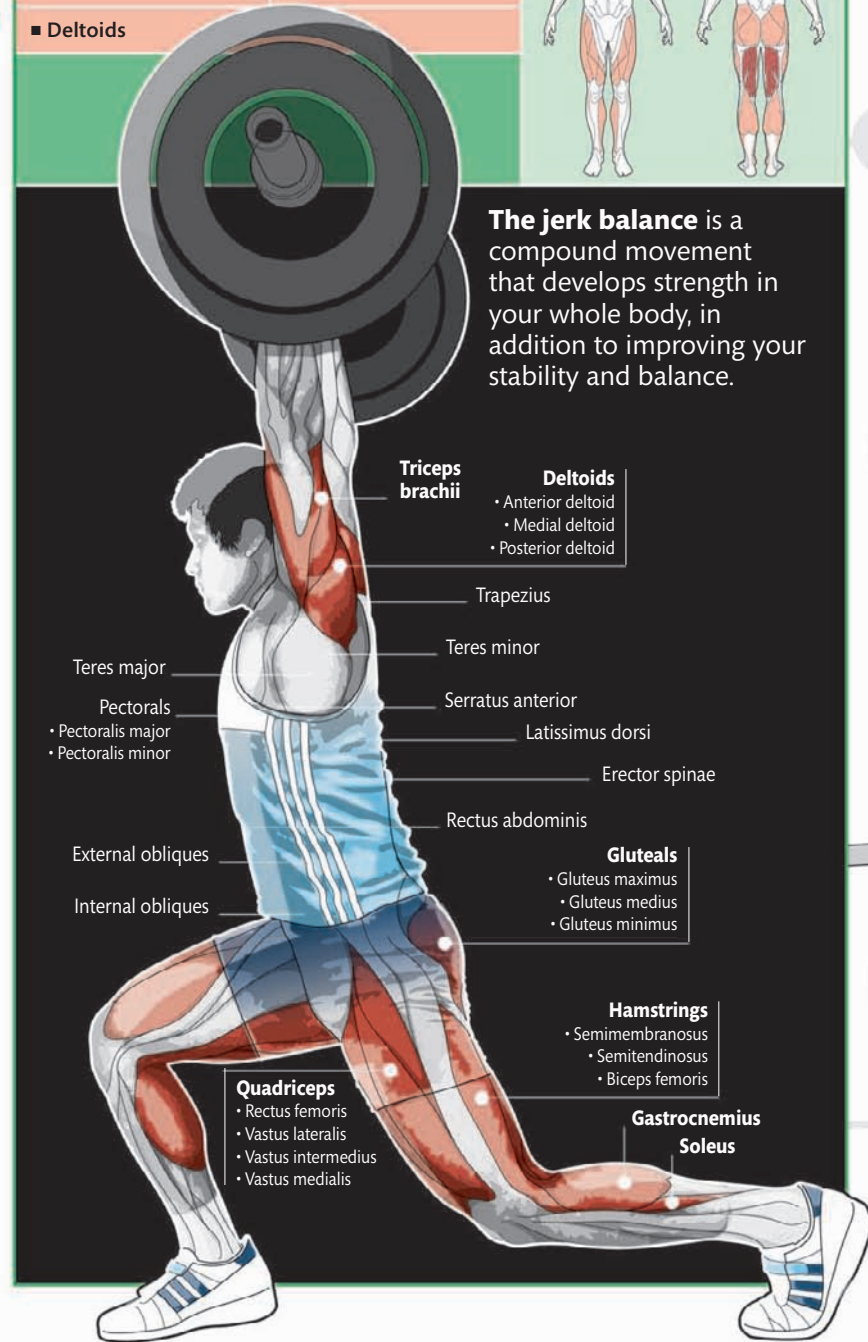 ▪ Deltoids
The jerk balance is a
compound movement
that develops strength in
your whole body, in
addition to improving your
stability and balance.
Triceps
brachii
Deltoids
• Anterior deltoid
• Medial deltoid
• Posterior deltoid
Trapezius
Teres minor
Teres major
Serratus anterior
Pectorals
• Pectoralis major
• Pectoralis minor
Latissimus dorsi
Erector spinae
Rectus abdominis
External obliques
Internal obliques
Gluteals
• Gluteus maximus
• Gluteus medius
• Gluteus minimus
Hamstrings
• Semimembranosus
• Semitendinosus
• Biceps femoris
Quadriceps
• Rectus femoris
• Vastus lateralis
• Vastus intermedius
• Vastus medialis
Gastrocnemius
Soleus